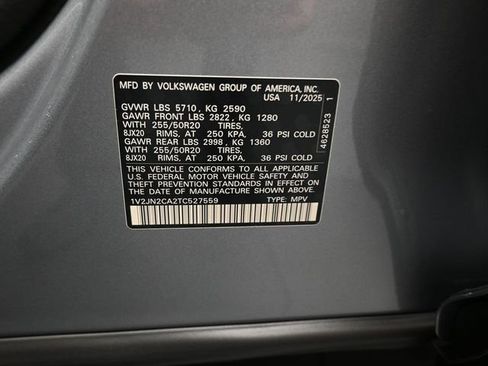 MFD BY VOLKSWAGEN GROUP OF AMERICA, INC.
USA 11/2025
GVWR LBS 5710, KG 2590
GAWR FRONT LBS 2822, KG 1280
WITH 255/50R20 TIRES,
8JX20 RIMS, AT 250 KPA, 36 PSI COLD
GAWR REAR LBS 2998, KG 1360
WITH 255/50R20 TIRES,
8JX20 RIMS, AT 250 KPA, 36 PSI COLD
THIS VEHICLE CONFORMS TO ALL APPLICABLE
U.S. FEDERAL MOTOR VEHICLE SAFETY AND
THEFT PREVENTION STANDARDS IN EFFECT ON THE
DATE OF MANUFACTURE SHOWN ABOVE.
1V2JN2CA2TC527559 TYPE: MPV
4628523 1